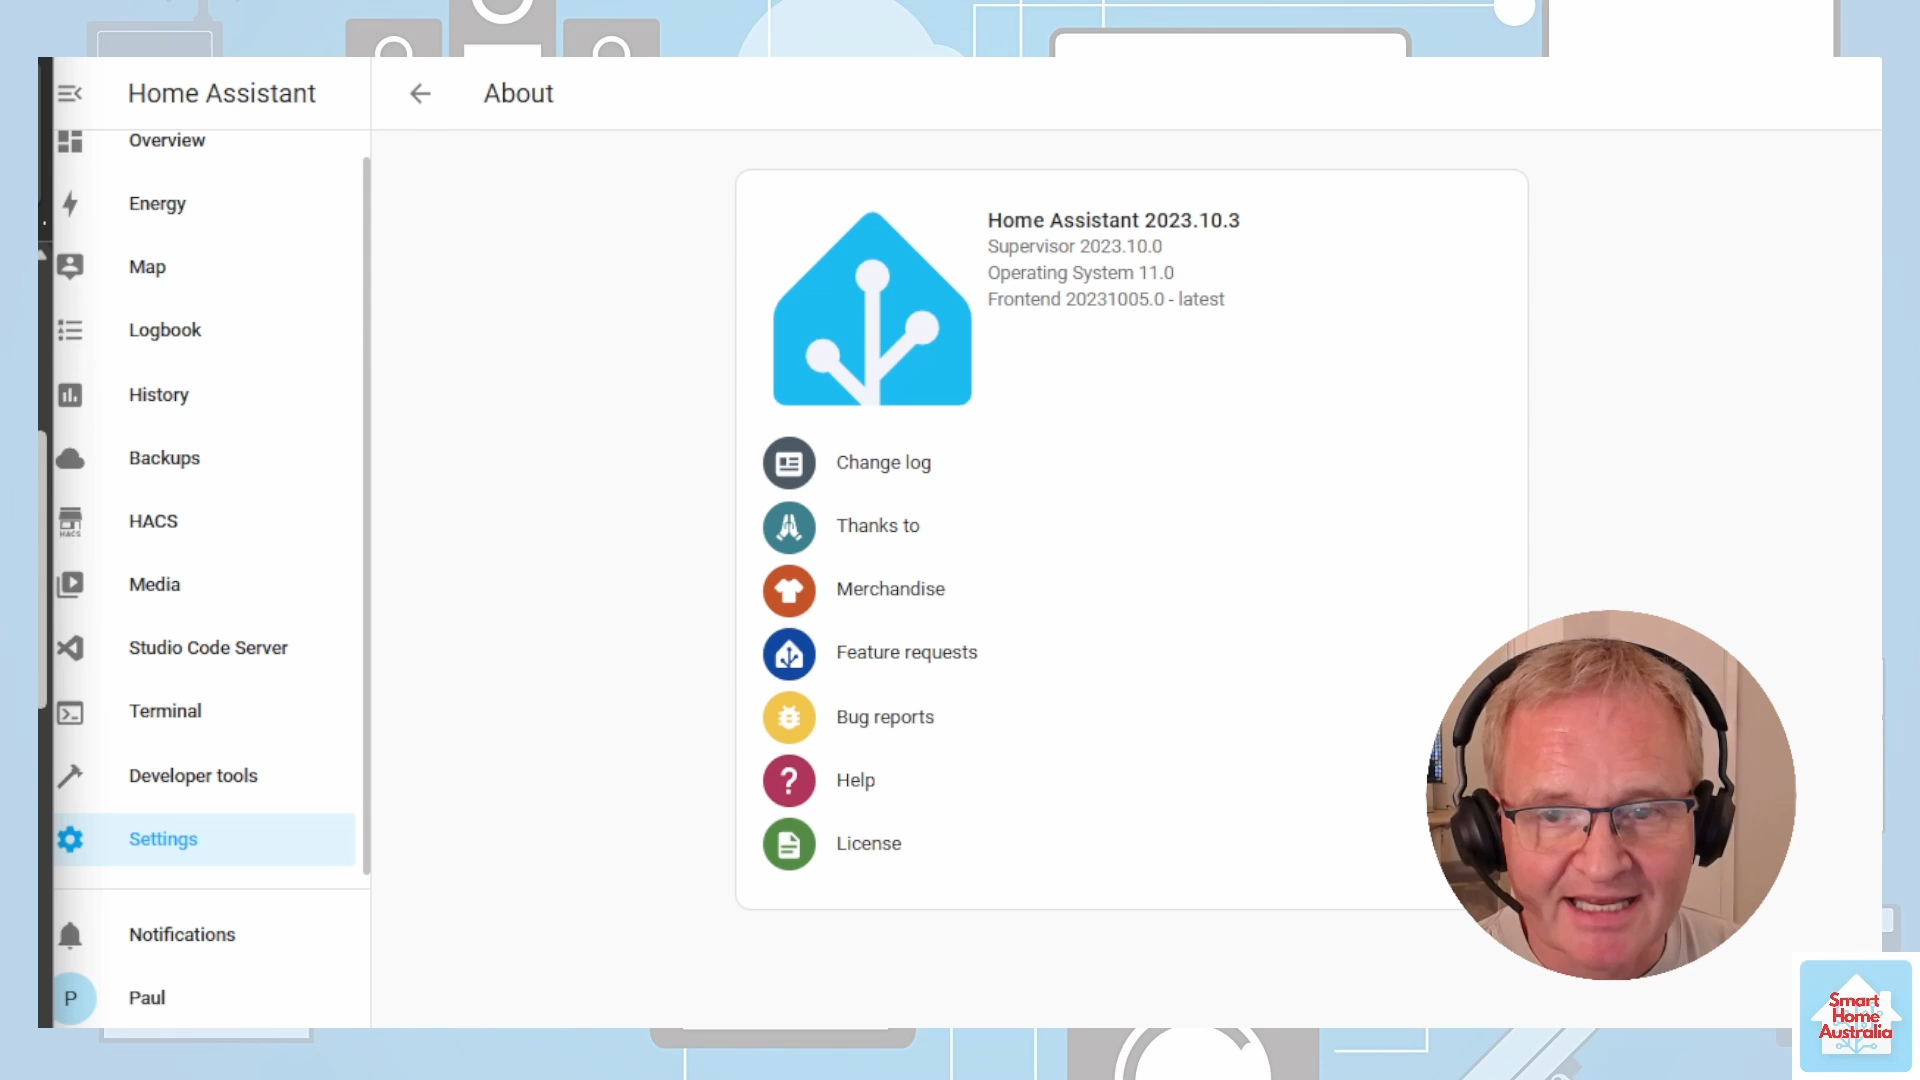 Home Assistant
About
Overview
Energy
Map
Logbook
History
Backups
HACS
HACS
Media
Studio Code Server
Terminal
Developer tools
Settings
Notifications
P
Paul
Home Assistant 2023.10.3
Supervisor 2023.10.0
Operating System 11.0
Frontend 20231005.0 - latest
Change log
Thanks to
Merchandise
Feature requests
Bug reports
?
Help
License
Smart
Home
Australia